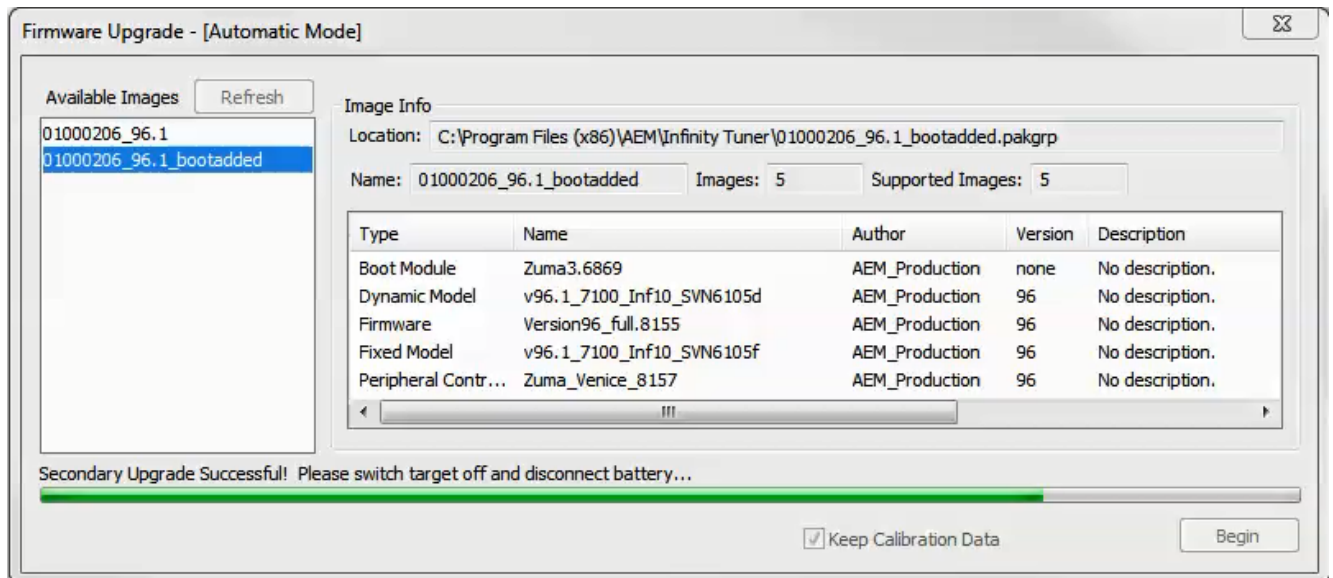 Firmware Upgrade - [Automatic Mode]
Available Images
Refresh
01000206_96.1
01000206_96.1_bootadded
Image Info
Location: C:\Program Files (x86)\AEM\Infinity Tuner\01000206_96.1_bootadded.pakgrp
Name: 01000206_96.1_bootadded Images: 5 Supported Images: 5
Type Name Author Version Description
Boot Module Zuma3.6869 AEM_Production none No description.
Dynamic Model v96.1_7100_Inf10_SVN6105d AEM_Production 96 No description.
Firmware Version96_full.8155 AEM_Production 96 No description.
Fixed Model v96.1_7100_Inf10_SVN6105f AEM_Production 96 No description.
Peripheral Contr... Zuma_Venice_8157 AEM_Production 96 No description.
Secondary Upgrade Successful! Please switch target off and disconnect battery...
Keep Calibration Data
Begin